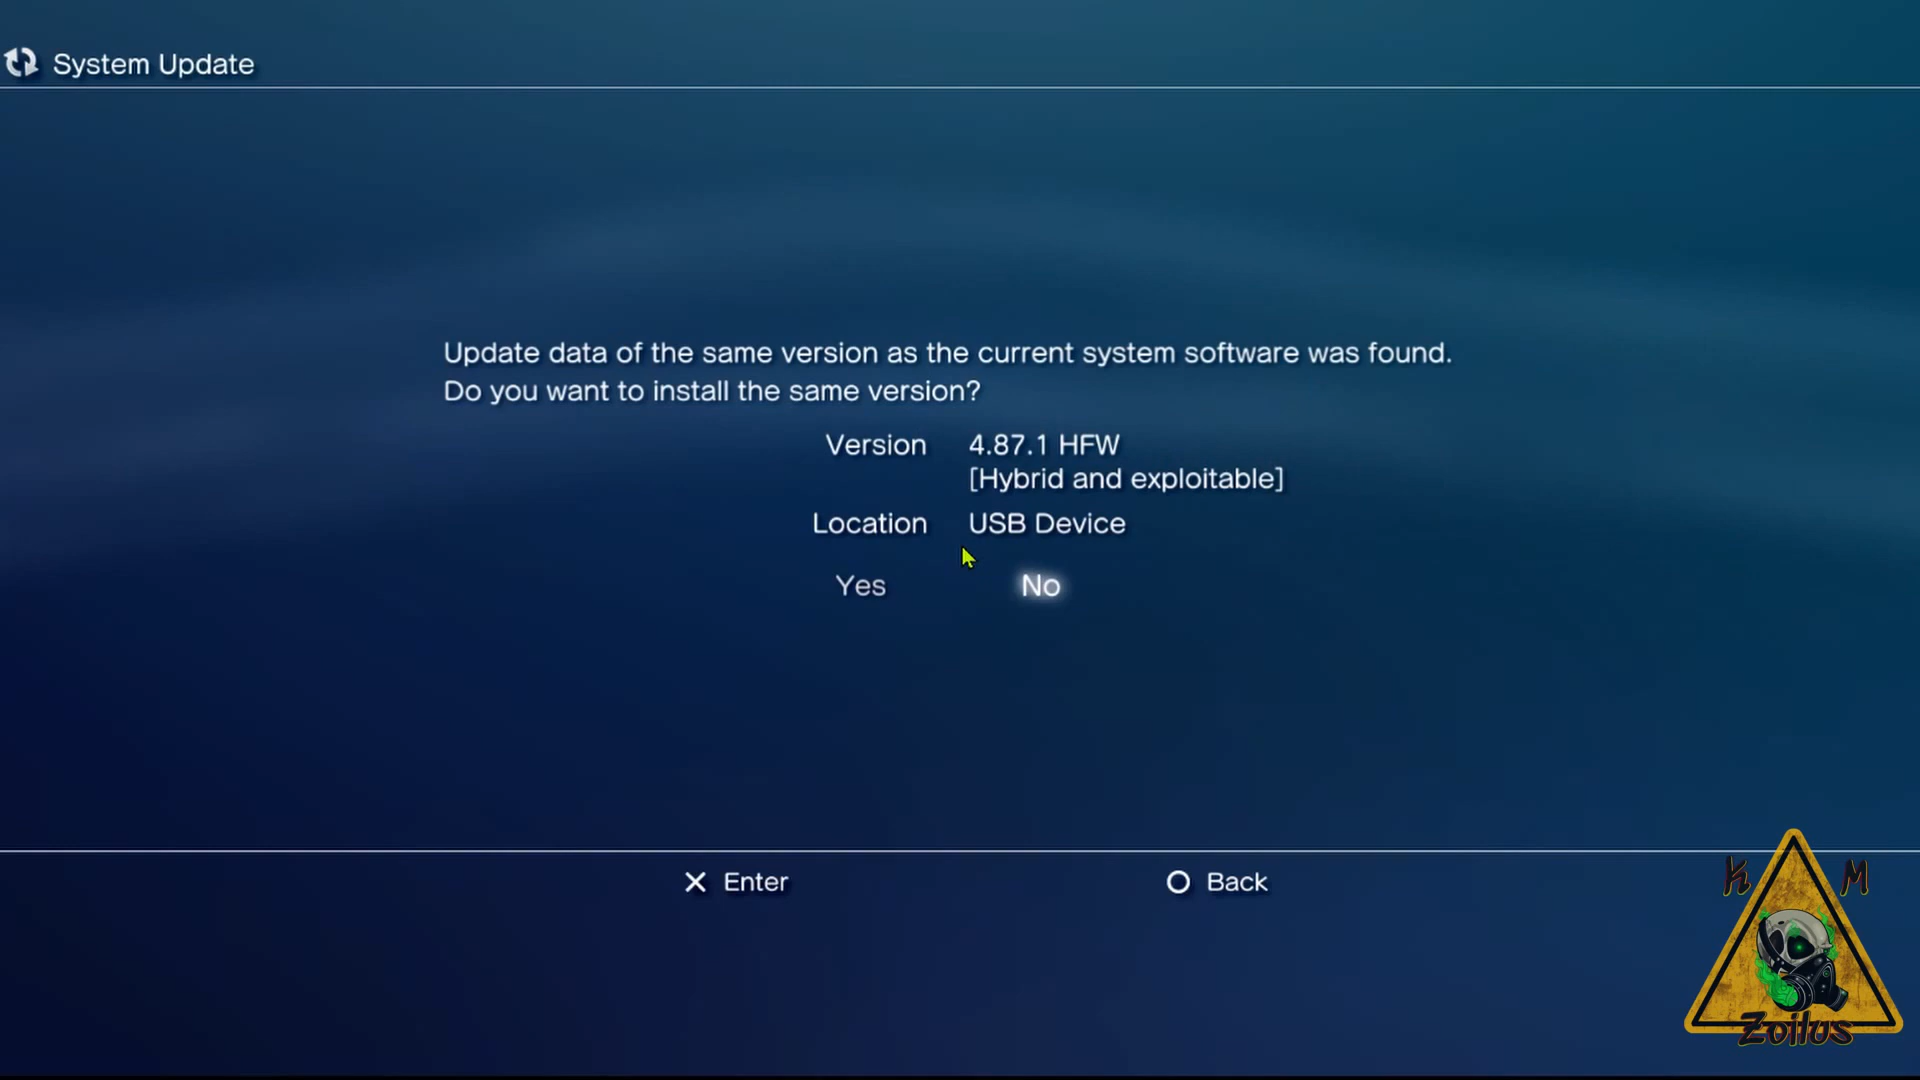 System Update
Update data of the same version as the current system software was found.
Do you want to install the same version?
Version 4.87.1 HFW
[Hybrid and exploitable]
Location USB Device
Yes No
Enter Back
K M
Zoilus